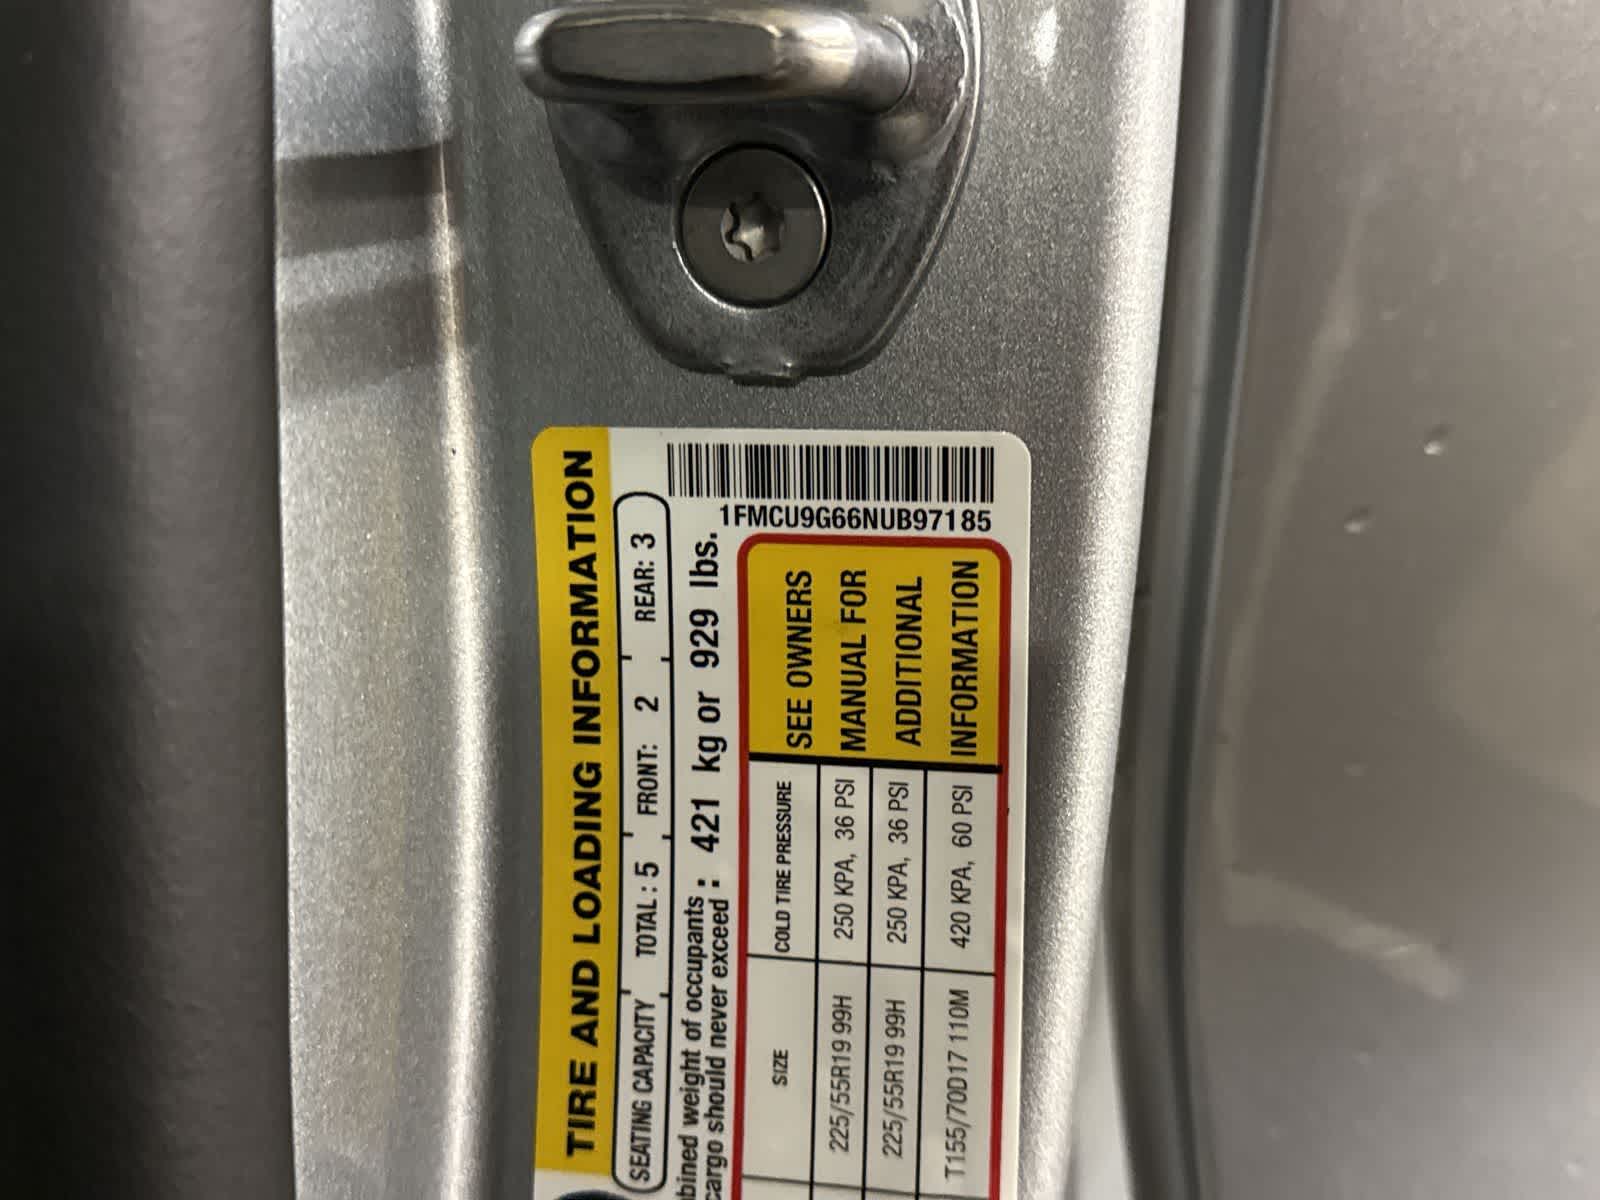 TIRE AND LOADING INFORMATION
SEATING CAPACITY TOTAL : 5 FRONT: 2 REAR: 3
weight of occupants
cargo should never exceed : 421 kg or 929 lbs.
1FMCU9G66NUB97185
SIZE COLD TIRE PRESSURE
225/55R19 99H 250 KPA, 36 PSI
225/55R19 99H 250 KPA, 36 PSI
T155/70D17 110M 420 KPA, 60 PSI
SEE OWNERS
MANUAL FOR
ADDITIONAL
INFORMATION